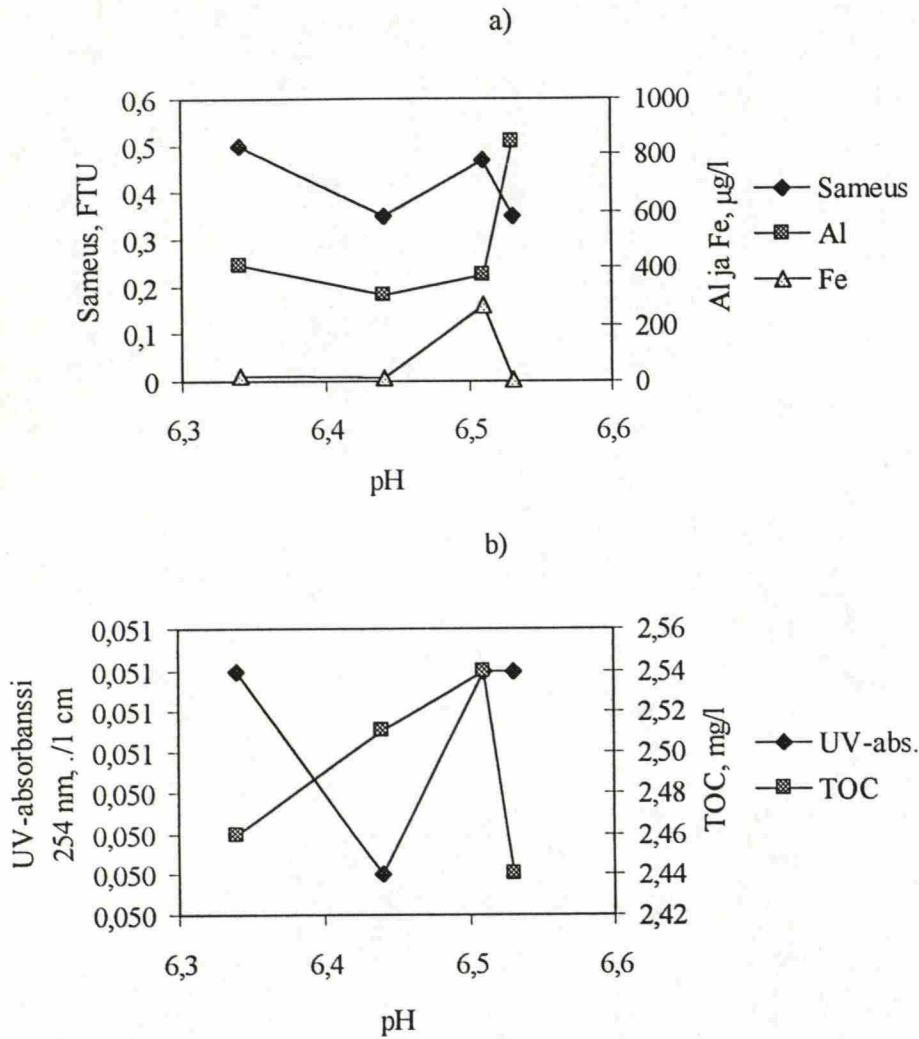 a)
Sameus, FTU
0,6
0,5
0,4
0,3
0,2
0,1
0
1000
800
600
400
200
0
Al ja Fe, µg/l
6,3 6,4 6,5 6,6
pH
Sameus
Al
Fe
b)
UV-absorbanssi
254 nm, ./1 cm
0,051
0,051
0,051
0,051
0,050
0,050
0,050
0,050
2,56
2,54
2,52
2,50
2,48
2,46
2,44
2,42
TOC, mg/l
6,3 6,4 6,5 6,6
pH
UV-abs.
TOC